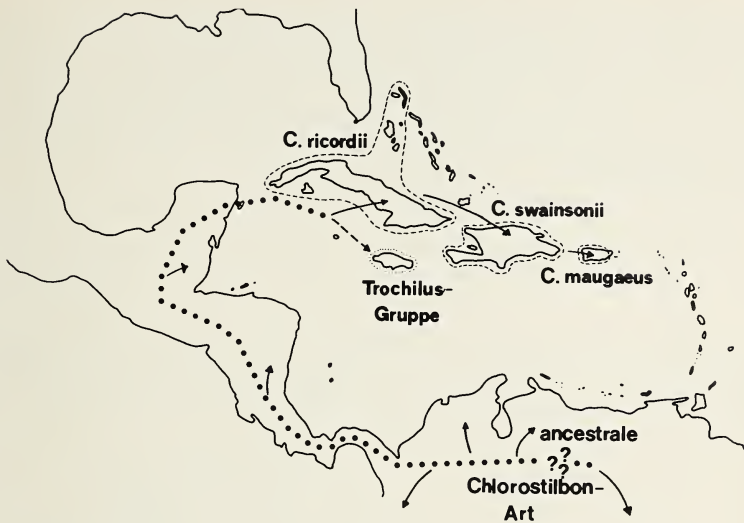 C. ricordii
C. swainsonii
C. maugaeus
Trochilus-
Gruppe
ancestrale
? ?
?
Chlorostilbon-
Art